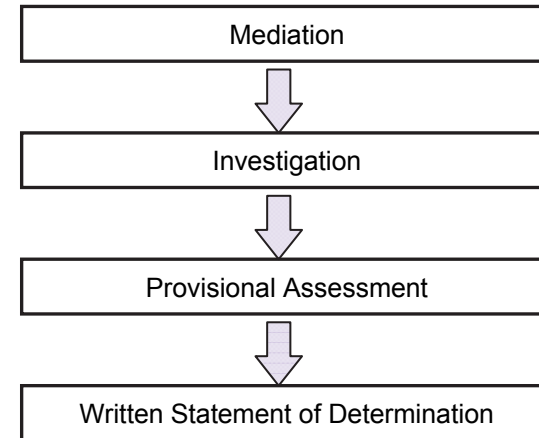 Mediation
Investigation
Provisional Assessment
Written Statement of Determination